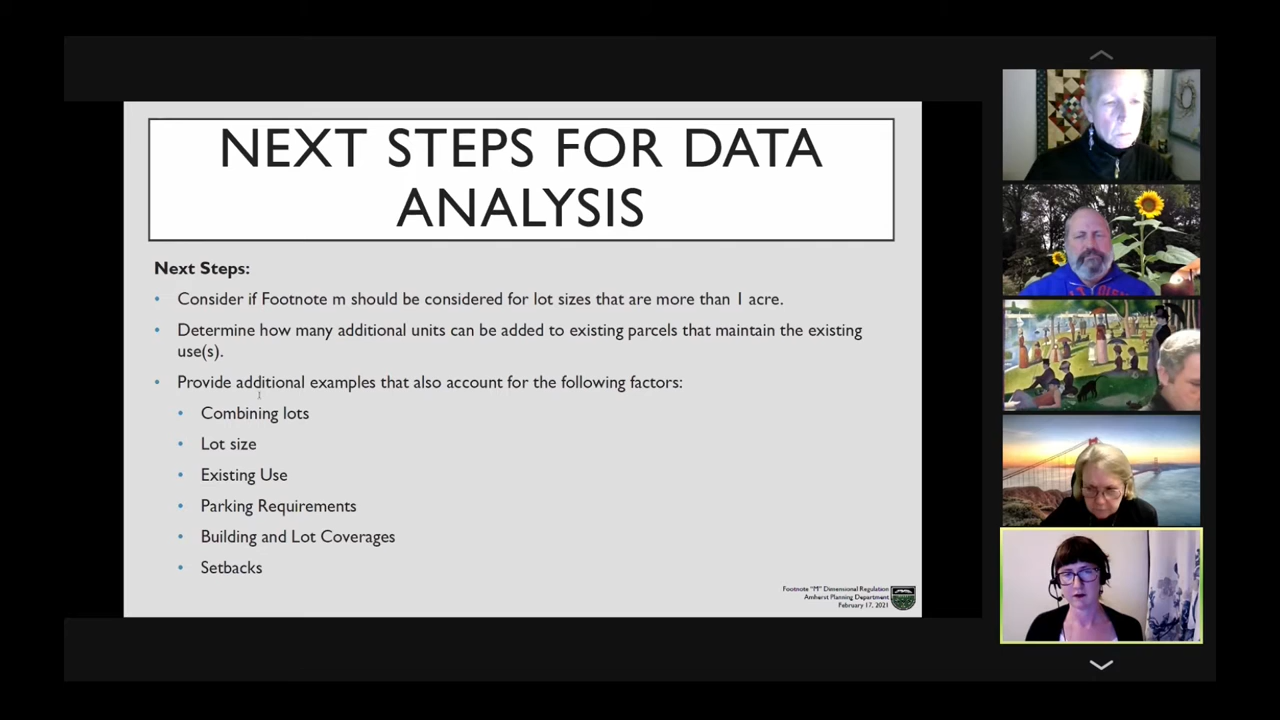 NEXT STEPS FOR DATA
ANALYSIS
Next Steps:
• Consider if Footnote m should be considered for lot sizes that are more than 1 acre.
• Determine how many additional units can be added to existing parcels that maintain the existing
use(s).
• Provide additional examples that also account for the following factors:
• Combining lots
• Lot size
• Existing Use
• Parking Requirements
• Building and Lot Coverages
• Setbacks
Footnote "M" Dimensional Regulation
Amherst Planning Department
February 17, 2021